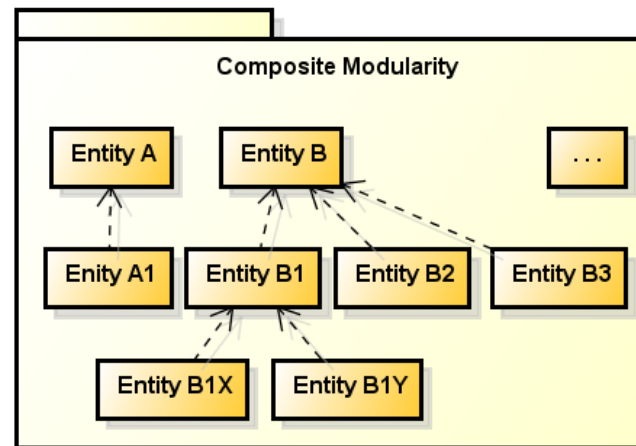 Composite Modularity
Entity A
Entity B
...
Enity A1
Entity B1
Entity B2
Entity B3
Entity B1X
Entity B1Y